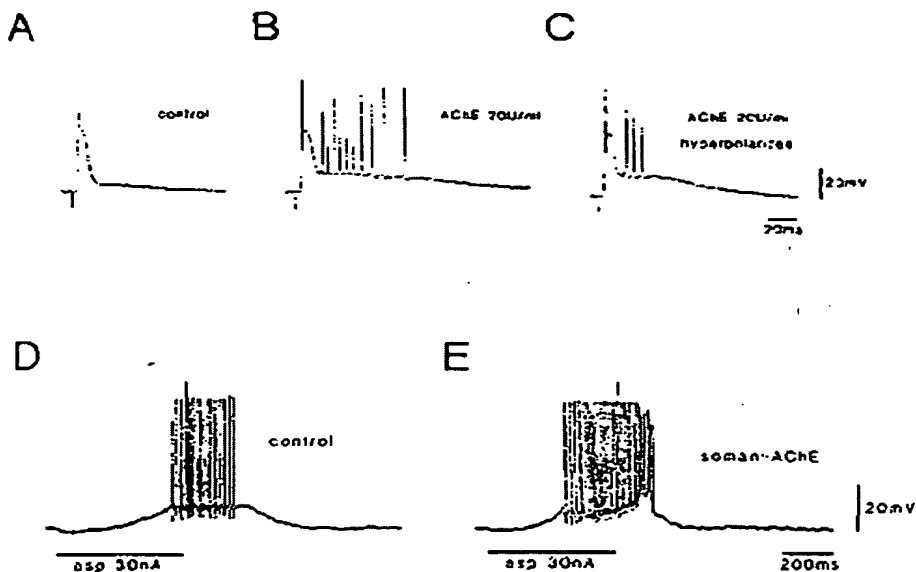 A
B
C
control
AChE 20U/ml
AChE 20U/ml
hyperpolarized
20mV
20ms
D
E
control
soman-AChE
20mV
asp 30nA
asp 30nA
200ms